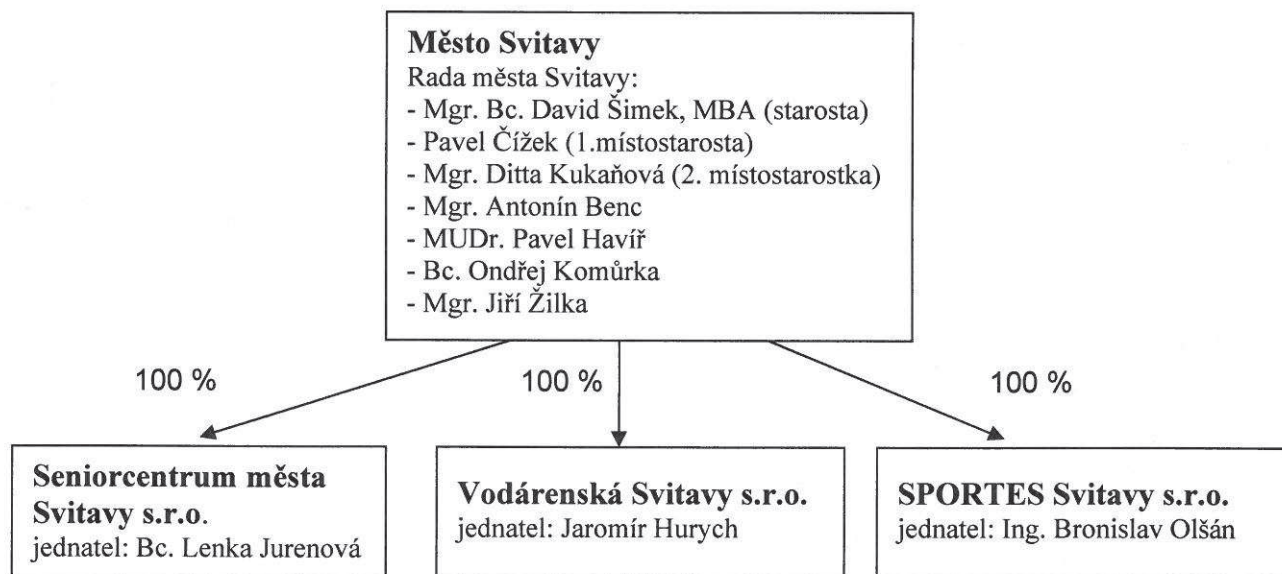 Město Svitavy
Rada města Svitavy:
- Mgr. Bc. David Šimek, MBA (starosta)
- Pavel Čížek (1.místostarosta)
- Mgr. Ditta Kukaňová (2. místostarostka)
- Mgr. Antonín Benc
- MUDr. Pavel Havíř
- Bc. Ondřej Komůrka
- Mgr. Jiří Žilka
100 %
100 %
100 %
Seniorcentrum města
Svitavy s.r.o.
jednatel: Bc. Lenka Jurenová
Vodárenská Svitavy s.r.o.
jednatel: Jaromír Hurych
SPORTES Svitavy s.r.o.
jednatel: Ing. Bronislav Olšán